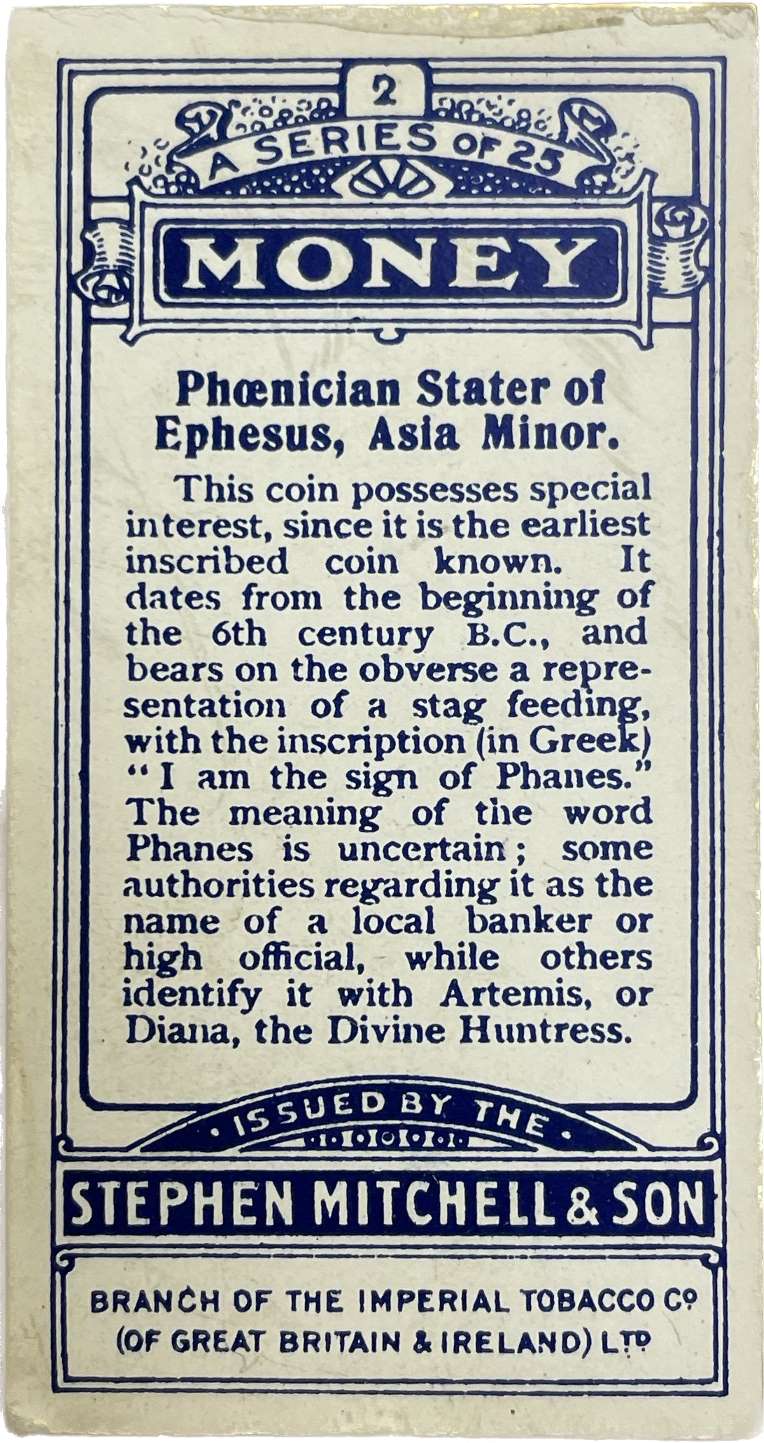 2
A SERIES OF 25
MONEY
Phœnician Stater of
Ephesus, Asia Minor.
This coin possesses special
interest, since it is the earliest
inscribed coin known. It
dates from the beginning of
the 6th century B.C., and
bears on the obverse a repre-
sentation of a stag feeding,
with the inscription (in Greek)
“I am the sign of Phanes.”
The meaning of the word
Phanes is uncertain; some
authorities regarding it as the
name of a local banker or
high official, while others
identify it with Artemis, or
Diana, the Divine Huntress.
· ISSUED BY THE ·
STEPHEN MITCHELL & SON
BRANCH OF THE IMPERIAL TOBACCO Cº
(OF GREAT BRITAIN & IRELAND) LTD